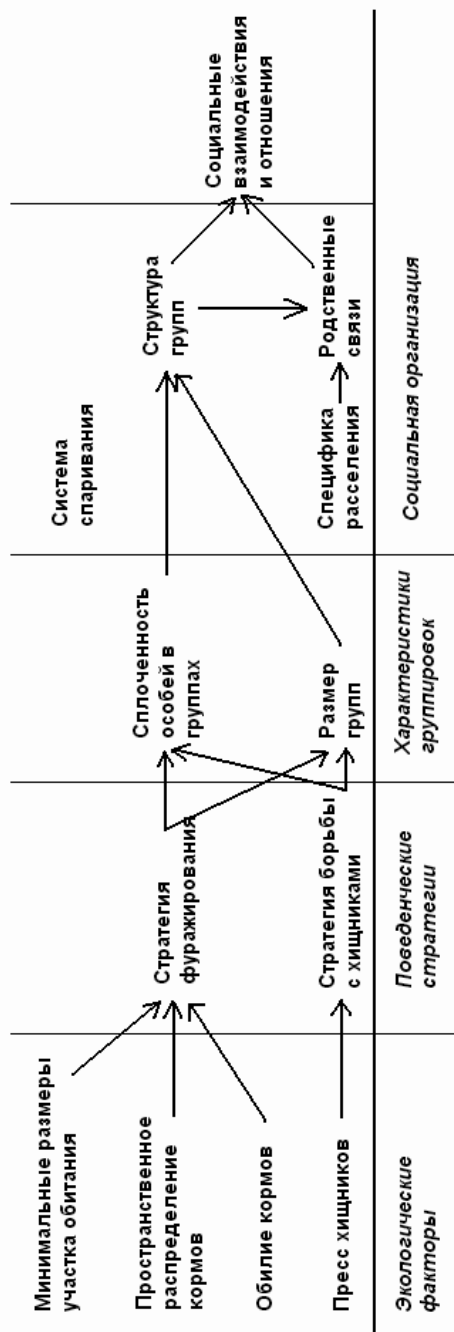 Минимальные размеры
участка обитания
Пространственное
распределение
кормов
Обилие кормов
Пресс хищников
Экологические
факторы
Стратегия
фуражирования
Стратегия борьбы
с хищниками
Поведенческие
стратегии
Сплоченность
особей в
группах
Размер
групп
Характеристики
группировок
Система
спаривания
Структура
групп
Специфика
расселения
Родственные
связи
Социальная организация
Социальные
взаимодействия
и отношения